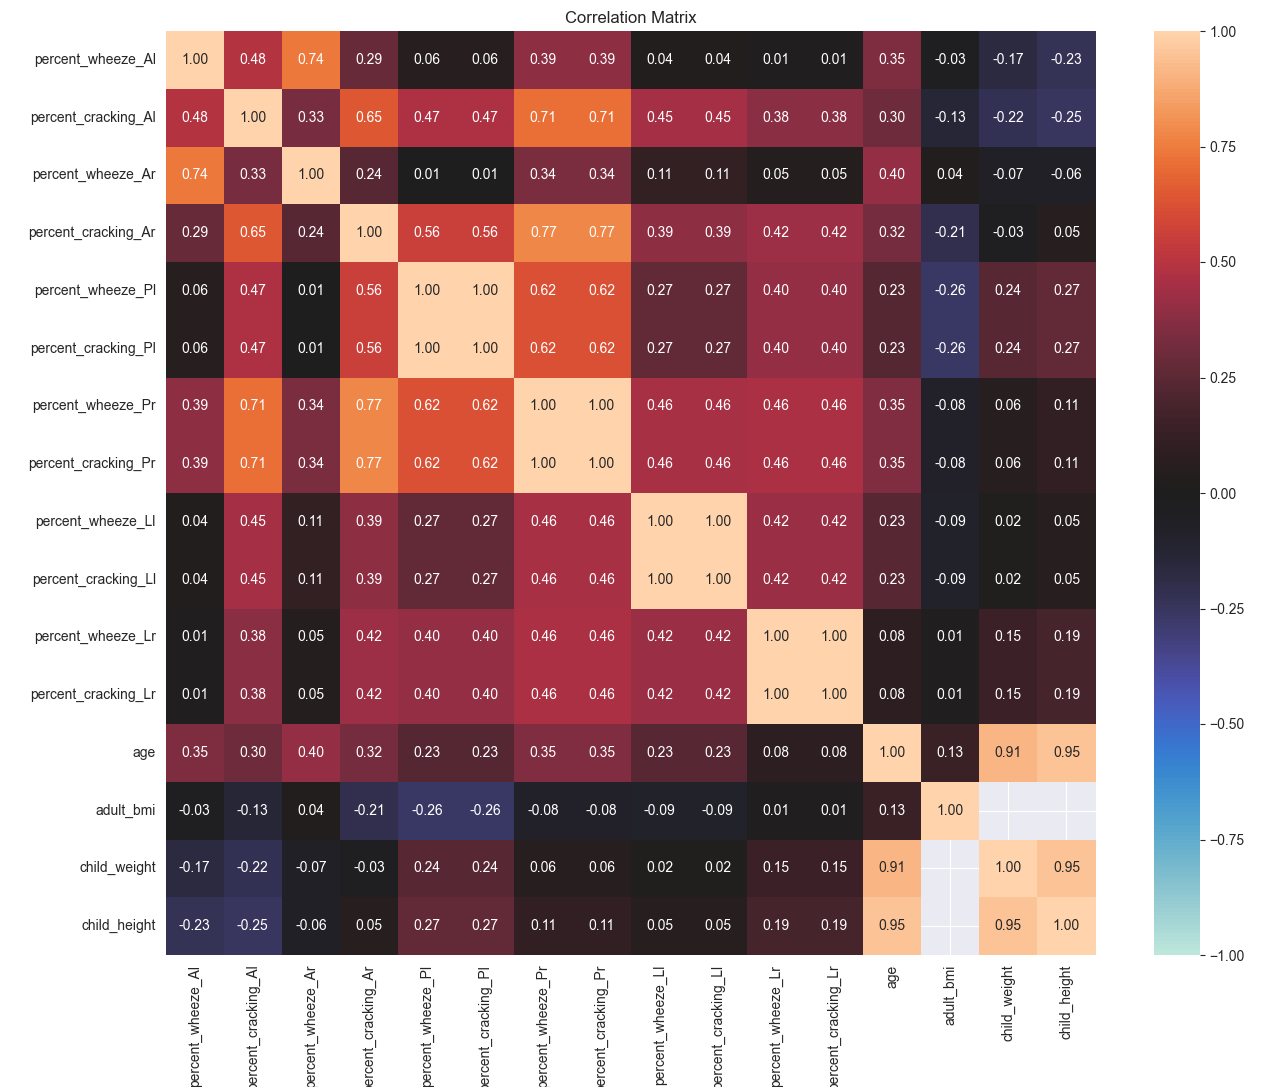 Correlation Matrix
percent_wheeze_Al 1.00 0.48 0.74 0.29 0.06 0.06 0.39 0.39 0.04 0.04 0.01 0.01 0.35 -0.03 -0.17 -0.23
percent_cracking_Al 0.48 1.00 0.33 0.65 0.47 0.47 0.71 0.71 0.45 0.45 0.38 0.38 0.30 -0.13 -0.22 -0.25
percent_wheeze_Ar 0.74 0.33 1.00 0.24 0.01 0.01 0.34 0.34 0.11 0.11 0.05 0.05 0.40 0.04 -0.07 -0.06
percent_cracking_Ar 0.29 0.65 0.24 1.00 0.56 0.56 0.77 0.77 0.39 0.39 0.42 0.42 0.32 -0.21 -0.03 0.05
percent_wheeze_Pl 0.06 0.47 0.01 0.56 1.00 1.00 0.62 0.62 0.27 0.27 0.40 0.40 0.23 -0.26 0.24 0.27
percent_cracking_Pl 0.06 0.47 0.01 0.56 1.00 1.00 0.62 0.62 0.27 0.27 0.40 0.40 0.23 -0.26 0.24 0.27
percent_wheeze_Pr 0.39 0.71 0.34 0.77 0.62 0.62 1.00 1.00 0.46 0.46 0.46 0.46 0.35 -0.08 0.06 0.11
percent_cracking_Pr 0.39 0.71 0.34 0.77 0.62 0.62 1.00 1.00 0.46 0.46 0.46 0.46 0.35 -0.08 0.06 0.11
percent_wheeze_Ll 0.04 0.45 0.11 0.39 0.27 0.27 0.46 0.46 1.00 1.00 0.42 0.42 0.23 -0.09 0.02 0.05
percent_cracking_Ll 0.04 0.45 0.11 0.39 0.27 0.27 0.46 0.46 1.00 1.00 0.42 0.42 0.23 -0.09 0.02 0.05
percent_wheeze_Lr 0.01 0.38 0.05 0.42 0.40 0.40 0.46 0.46 0.42 0.42 1.00 1.00 0.08 0.01 0.15 0.19
percent_cracking_Lr 0.01 0.38 0.05 0.42 0.40 0.40 0.46 0.46 0.42 0.42 1.00 1.00 0.08 0.01 0.15 0.19
age 0.35 0.30 0.40 0.32 0.23 0.23 0.35 0.35 0.23 0.23 0.08 0.08 1.00 0.13 0.91 0.95
adult_bmi -0.03 -0.13 0.04 -0.21 -0.26 -0.26 -0.08 -0.08 -0.09 -0.09 0.01 0.01 0.13 1.00
child_weight -0.17 -0.22 -0.07 -0.03 0.24 0.24 0.06 0.06 0.02 0.02 0.15 0.15 0.91 1.00 0.95
child_height -0.23 -0.25 -0.06 0.05 0.27 0.27 0.11 0.11 0.05 0.05 0.19 0.19 0.95 0.95 1.00
percent_wheeze_Al
percent_cracking_Al
percent_wheeze_Ar
percent_cracking_Ar
percent_wheeze_Pl
percent_cracking_Pl
percent_wheeze_Pr
percent_cracking_Pr
percent_wheeze_Ll
percent_cracking_Ll
percent_wheeze_Lr
percent_cracking_Lr
age
adult_bmi
child_weight
child_height
1.00
0.75
0.50
0.25
0.00
−0.25
−0.50
−0.75
−1.00